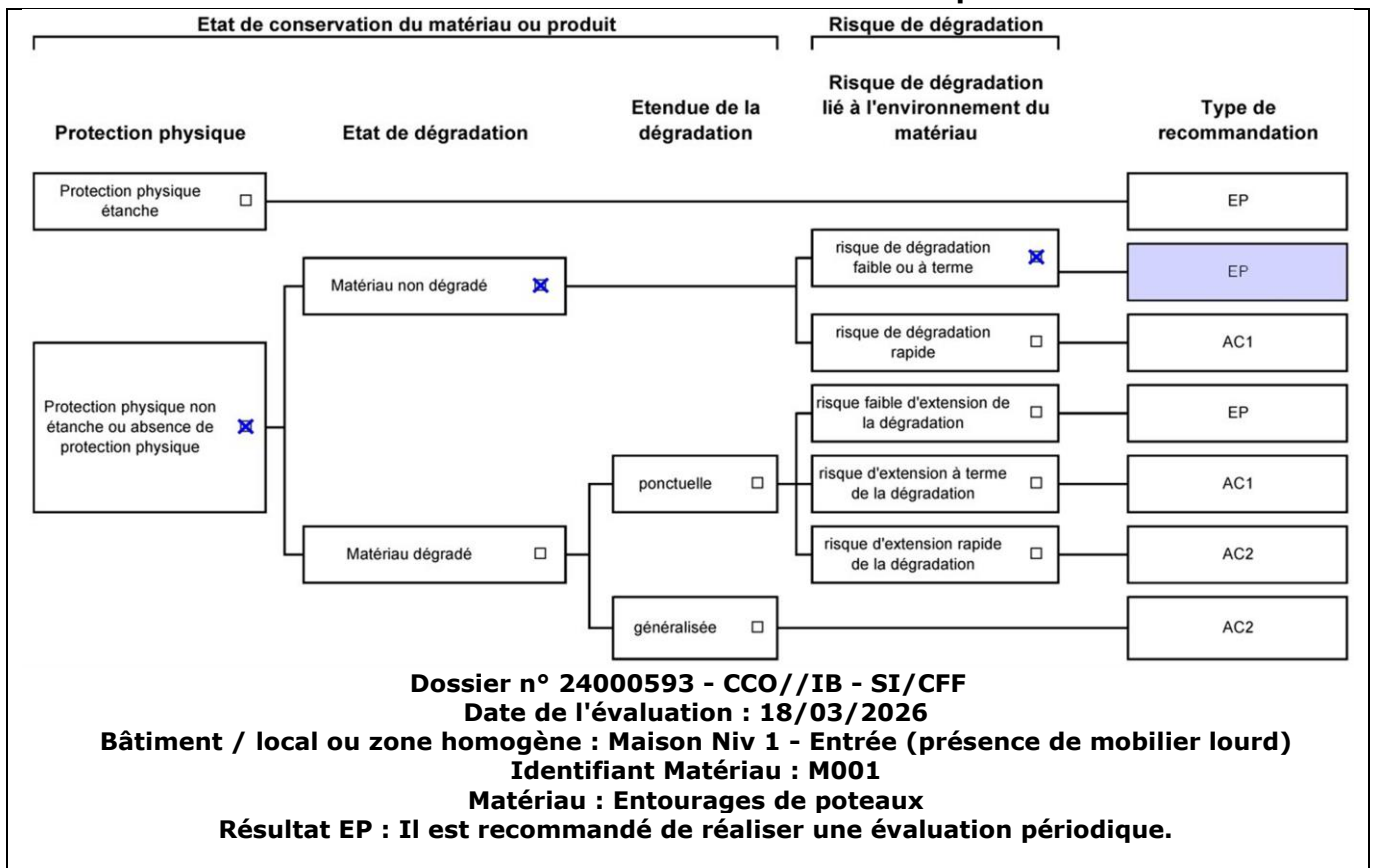 Etat de conservation du matériau ou produit
Risque de dégradation
Protection physique
Etat de dégradation
Etendue de la
dégradation
Risque de dégradation
lié à l'environnement du
matériau
Type de
recommandation
Protection physique
étanche
EP
risque de dégradation
faible ou à terme
EP
Matériau non dégradé
risque de dégradation
rapide
AC1
Protection physique non
étanche ou absence de
protection physique
risque faible d'extension de
la dégradation
EP
ponctuelle
risque d'extension à terme
de la dégradation
AC1
Matériau dégradé
risque d'extension rapide
de la dégradation
AC2
généralisée
AC2
Dossier n° 24000593 - CCO//IB - SI/CFF
Date de l'évaluation : 18/03/2026
Bâtiment / local ou zone homogène : Maison Niv 1 - Entrée (présence de mobilier lourd)
Identifiant Matériau : M001
Matériau : Entourages de poteaux
Résultat EP : Il est recommandé de réaliser une évaluation périodique.